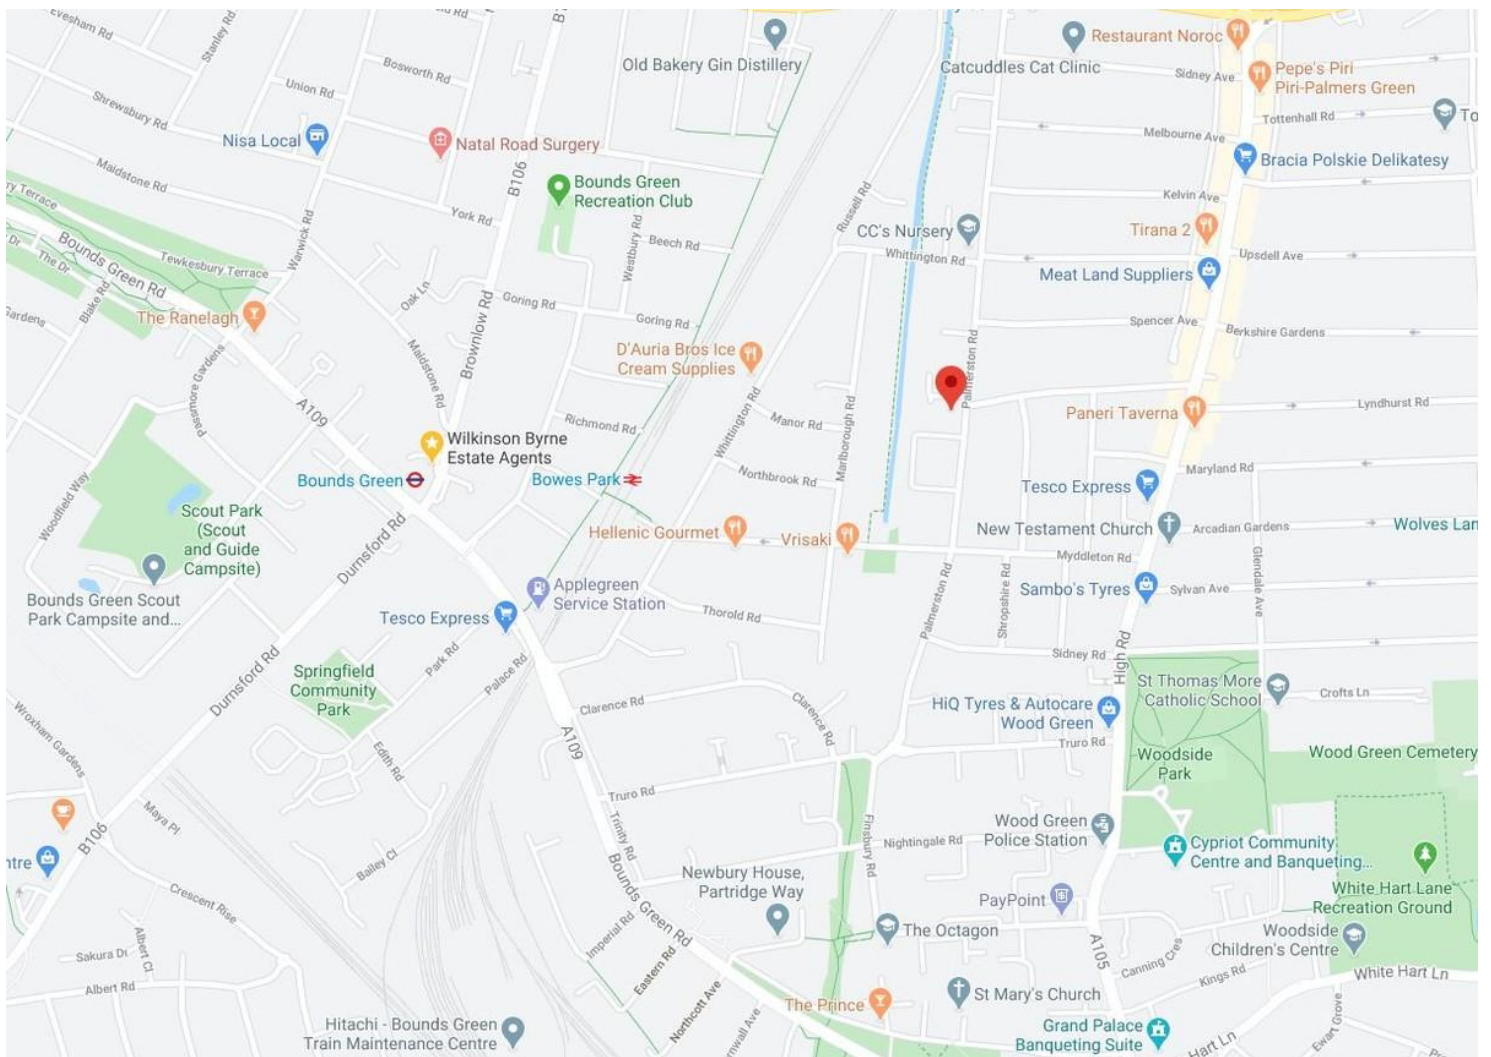 Evesham Rd
Stanley Rd
Old Bakery Gin Distillery
Catcuddles Cat Clinic
Restaurant Noroc
Sidney Ave
Pepe's Piri
Piri-Palmers Green
Bosworth Rd
Union Rd
Shrewsbury Rd
Nisa Local
Natal Road Surgery
B106
Tottenhall Rd
Melbourne Ave
Bracia Polskie Delikatesy
Maidstone Rd
Bounds Green
Recreation Club
Kelvin Ave
York Rd
Russell Rd
CC's Nursery
Tirana 2
Terrace
Warwick Rd
Westbury Rd
Beech Rd
Whittington Rd
Upsdell Ave
Bounds Green Rd
The Dr
Tewkesbury Terrace
Meat Land Suppliers
Blake Rd
Oak Ln
Goring Rd
Goring Rd
Gardens
The Ranelagh
Brownlow Rd
Spencer Ave
Berkshire Gardens
Maidstone Rd
D'Auria Bros Ice
Cream Supplies
Palmerston Rd
Passmore Gardens
A109
Richmond Rd
Whittington Rd
Manor Rd
Marlborough Rd
Paneri Taverna
Lyndhurst Rd
Wilkinson Byrne
Estate Agents
Bounds Green
Bowes Park
Northbrook Rd
Maryland Rd
Tesco Express
Woodfield Way
Scout Park
(Scout
and Guide
Campsite)
Durnsford Rd
Hellenic Gourmet
Vrisaki
New Testament Church
Arcadian Gardens
Wolves Lan
Myddleton Rd
Glendale Ave
Bounds Green Scout
Park Campsite and...
Applegreen
Service Station
Tesco Express
Thorold Rd
Palmerston Rd
Shropshire Rd
Sambo's Tyres
Sylvan Ave
Durnsford Rd
Springfield
Community
Park
Park Rd
Palace Rd
Sidney Rd
High Rd
St Thomas More
Catholic School
Crofts Ln
Clarence Rd
Clarence Rd
HiQ Tyres & Autocare
Wood Green
Wroxham Gardens
Edith Rd
A109
Truro Rd
Woodside
Park
Wood Green Cemetery
Truro Rd
Maya Pl
B106
Trinity Rd
Finsbury Rd
Nightingale Rd
Wood Green
Police Station
Cypriot Community
Centre and Banqueting...
ntre
Bailey Cl
Bounds Green Rd
Newbury House,
Partridge Way
PayPoint
White Hart Lane
Recreation Ground
Crescent Rise
Imperial Rd
The Octagon
Woodside
Children's Centre
Albert Cl
Sakura Dr
Eastern Rd
A105
Canning Cres
Kings Rd
White Hart Ln
Albert Rd
Northcott Ave
The Prince
St Mary's Church
Hitachi - Bounds Green
Train Maintenance Centre
Grand Palace
Banqueting Suite
Hart Ln
Ewart Grove